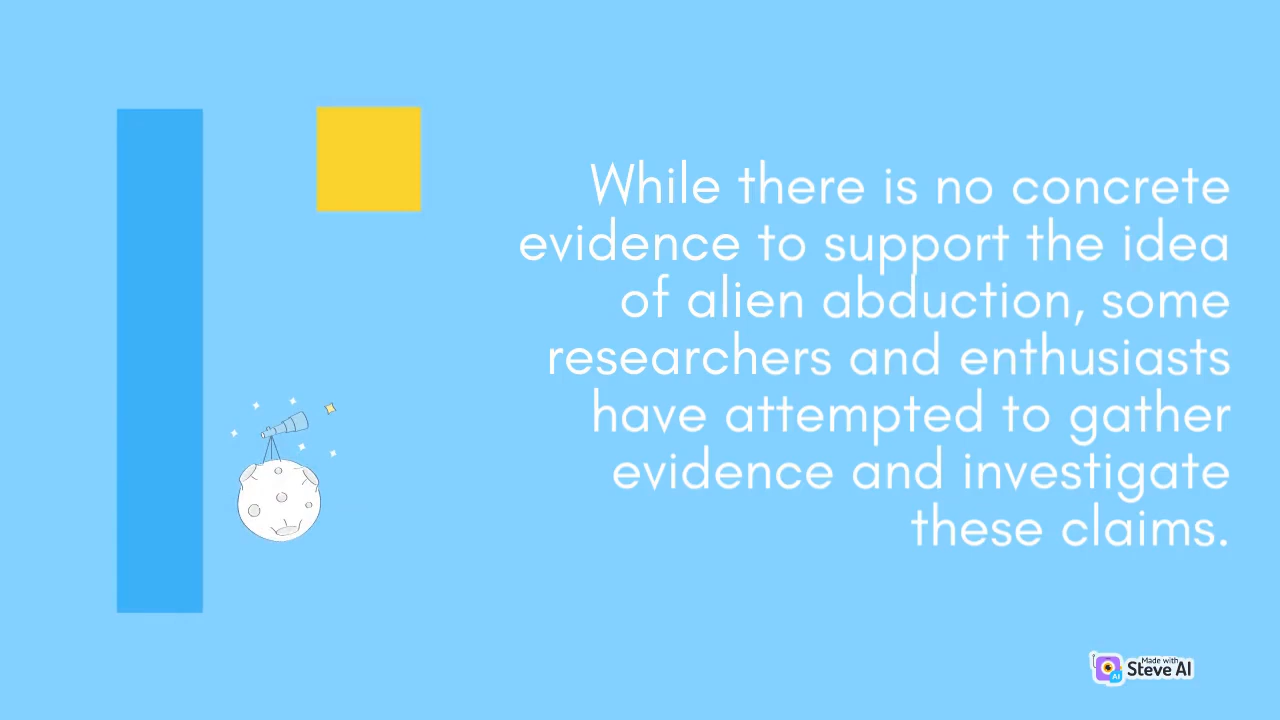 While there is no concrete
evidence to support the idea
of alien abduction, some
researchers and enthusiasts
have attempted to gather
evidence and investigate
these claims.
Made with
Steve AI
AI